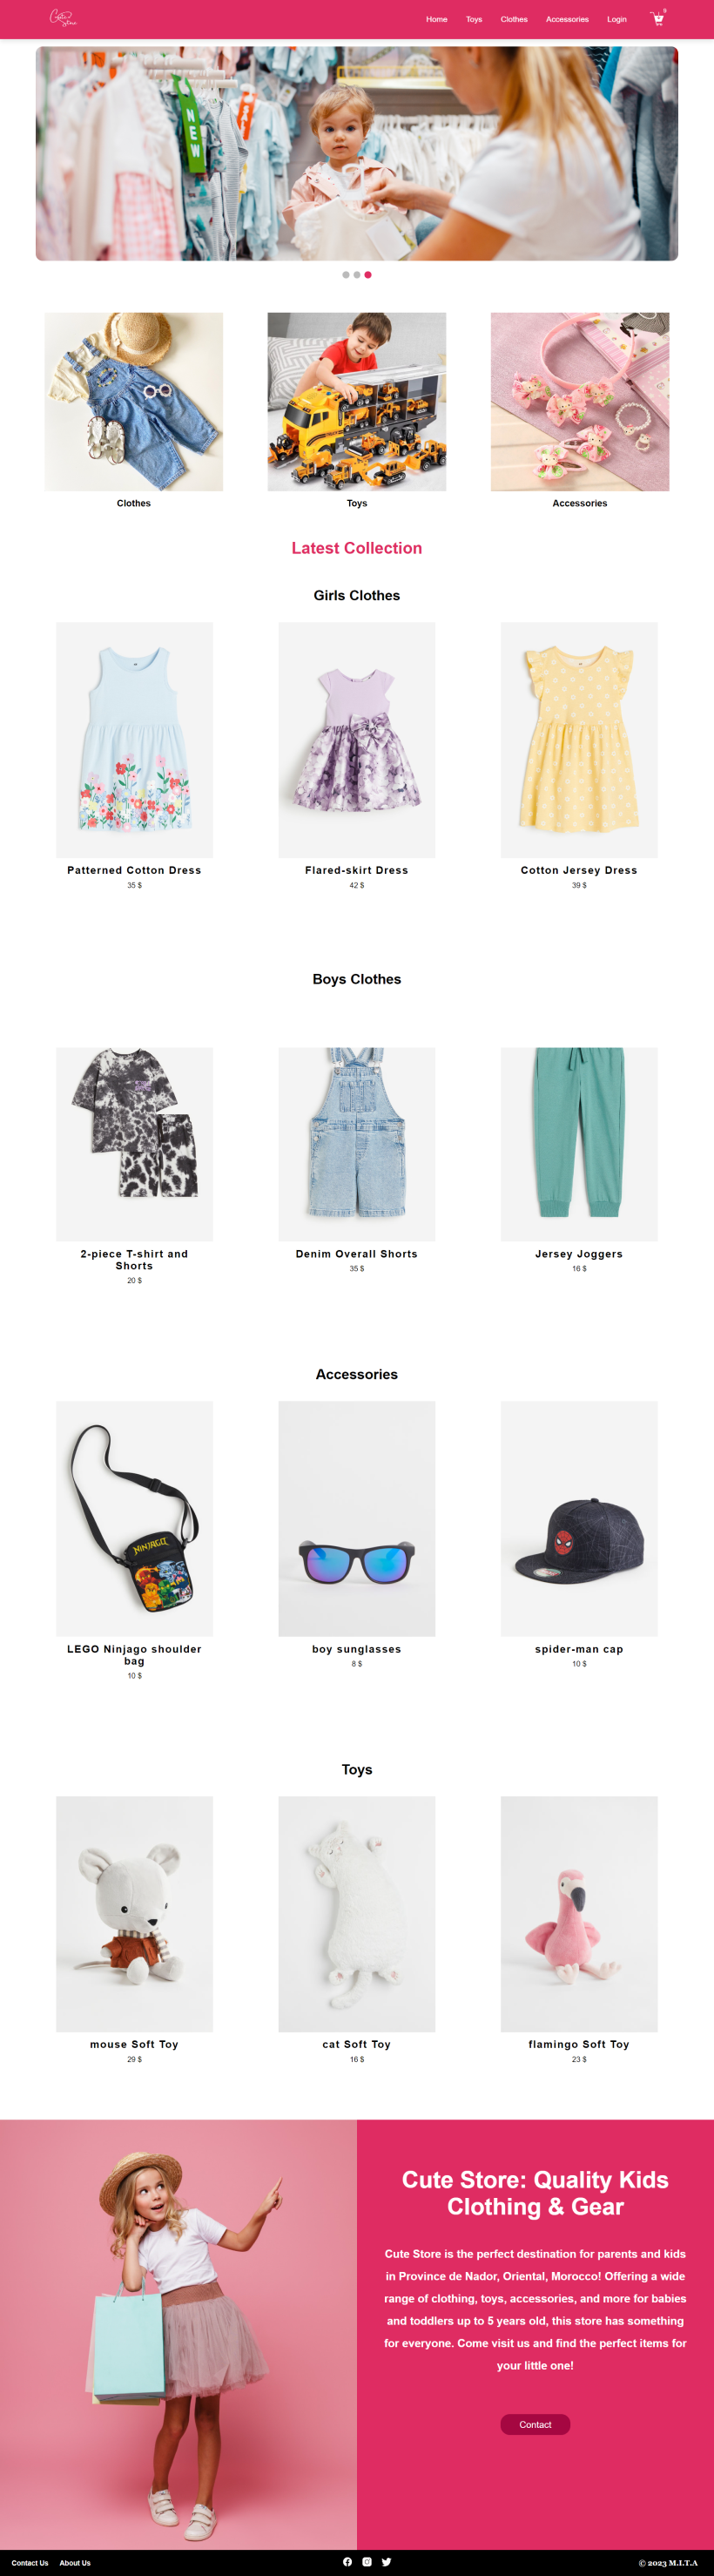 Cute Store
Home Toys Clothes Accessories Login
NEW
Clothes Toys Accessories
Latest Collection
Girls Clothes
Patterned Cotton Dress Flared-skirt Dress Cotton Jersey Dress
35 $ 42 $ 39 $
Boys Clothes
2-piece T-shirt and
Shorts
Denim Overall Shorts Jersey Joggers
20 $ 35 $ 16 $
Accessories
NINJAGO
LEGO Ninjago shoulder
bag
boy sunglasses spider-man cap
10 $ 8 $ 10 $
Toys
mouse Soft Toy cat Soft Toy flamingo Soft Toy
29 $ 16 $ 23 $
Cute Store: Quality Kids
Clothing & Gear
Cute Store is the perfect destination for parents and kids
in Province de Nador, Oriental, Morocco! Offering a wide
range of clothing, toys, accessories, and more for babies
and toddlers up to 5 years old, this store has something
for everyone. Come visit us and find the perfect items for
your little one!
Contact
Contact Us About Us © 2023 M.I.T.A